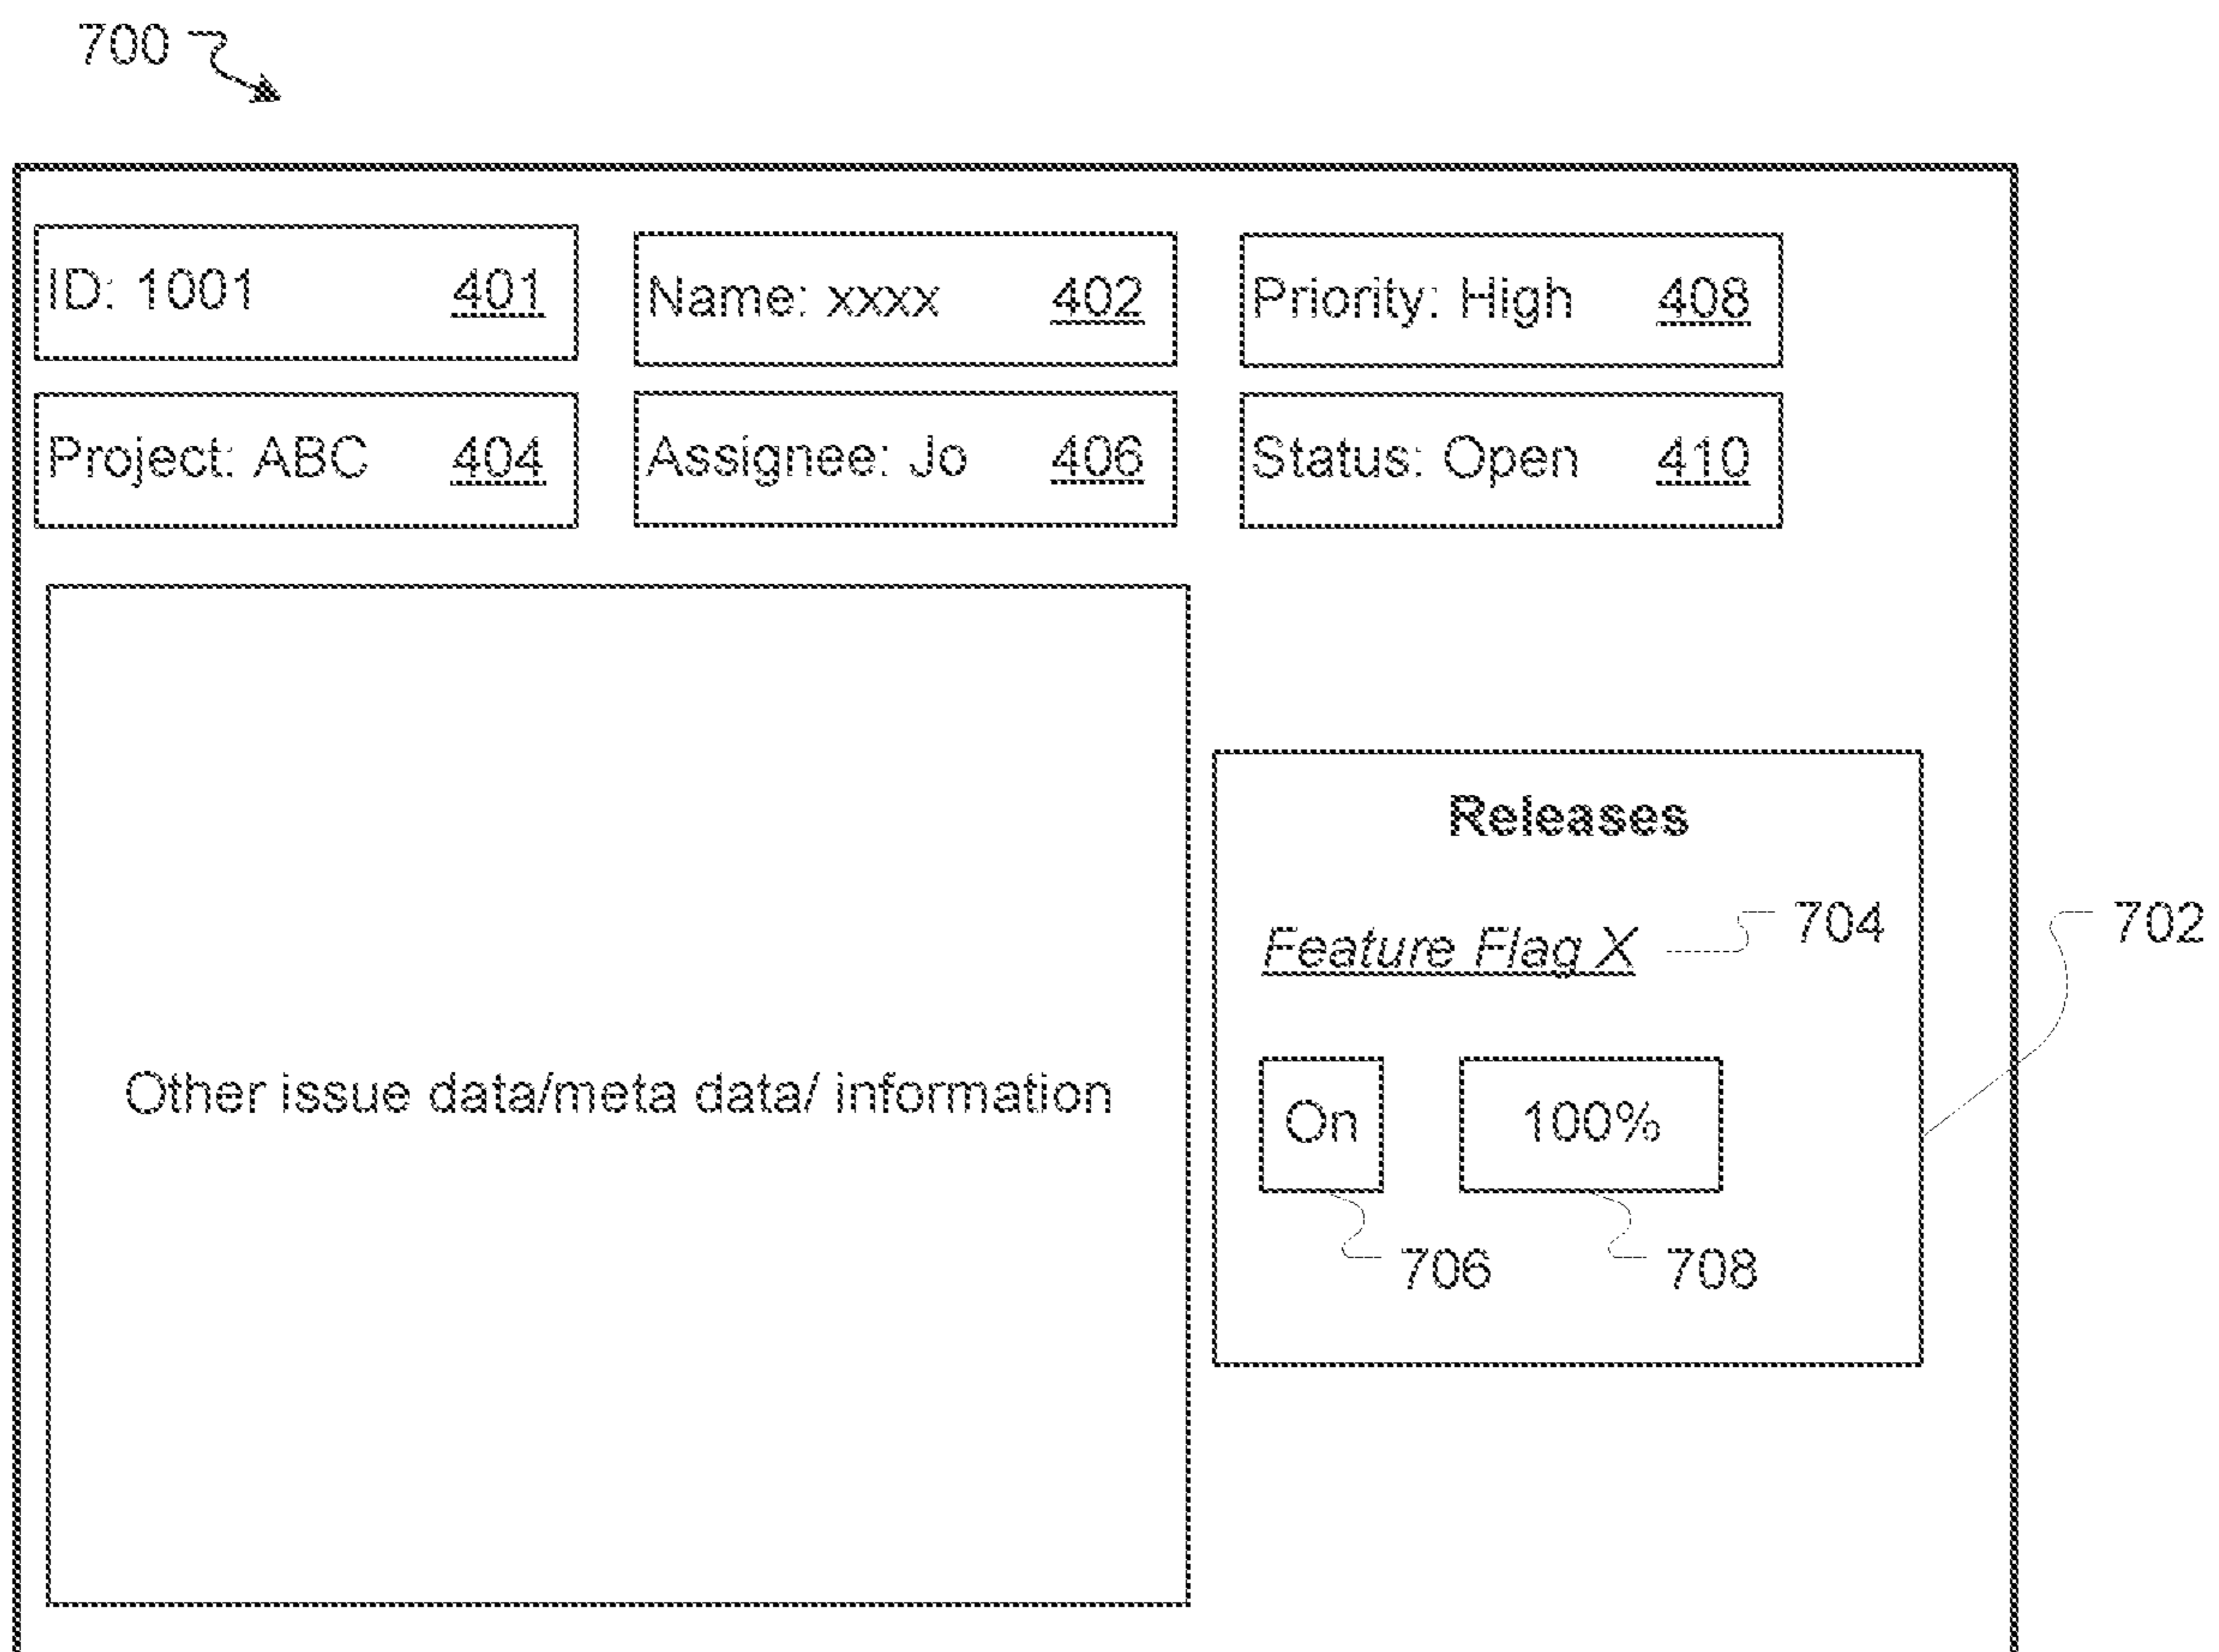 700
ID: 1001 401
Name: xxxx 402
Priority: High 408
Project: ABC 404
Assignee: Jo 406
Status: Open 410
Other issue data/meta data/ information
Releases
Feature Flag X 704
702
On
100%
706
708